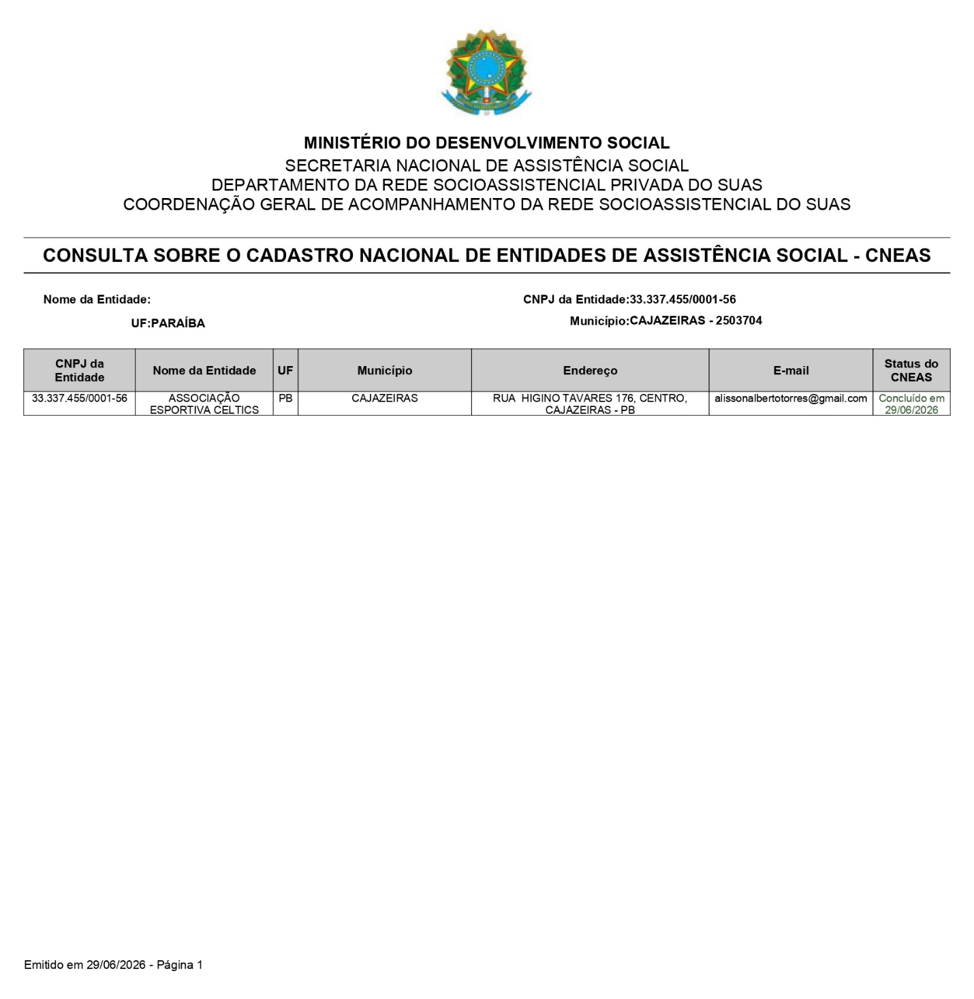 MINISTÉRIO DO DESENVOLVIMENTO SOCIAL
SECRETARIA NACIONAL DE ASSISTÊNCIA SOCIAL
DEPARTAMENTO DA REDE SOCIOASSISTENCIAL PRIVADA DO SUAS
COORDENAÇÃO GERAL DE ACOMPANHAMENTO DA REDE SOCIOASSISTENCIAL DO SUAS
CONSULTA SOBRE O CADASTRO NACIONAL DE ENTIDADES DE ASSISTÊNCIA SOCIAL - CNEAS
Nome da Entidade:
CNPJ da Entidade:33.337.455/0001-56
UF:PARAÍBA
Município:CAJAZEIRAS - 2503704
CNPJ da
Entidade
Nome da Entidade
UF
Município
Endereço
E-mail
Status do
CNEAS
33.337.455/0001-56
ASSOCIAÇÃO
ESPORTIVA CELTICS
PB
CAJAZEIRAS
RUA  HIGINO TAVARES 176, CENTRO,
CAJAZEIRAS - PB
alissonalbertotorres@gmail.com
Concluído em
29/06/2026
Emitido em 29/06/2026 - Página 1